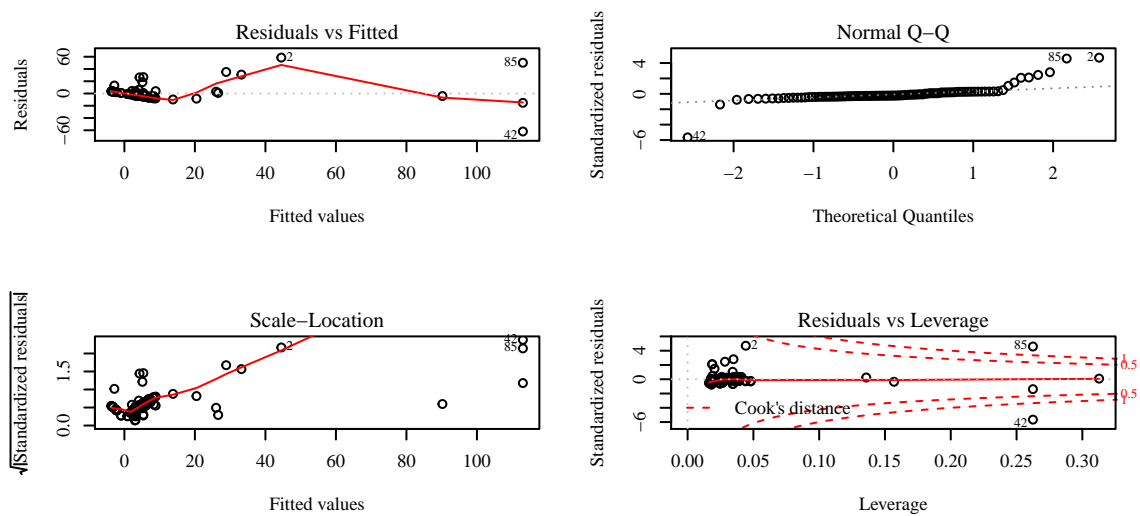 Residuals vs Fitted
Residuals
60
0
−60
2
85
42
0 20 40 60 80 100
Fitted values
Normal Q−Q
Standardized residuals
4
0
−6
85
2
42
−2 −1 0 1 2
Theoretical Quantiles
Scale−Location
√|Standardized residuals|
1.5
0.0
2
42
85
0 20 40 60 80 100
Fitted values
Residuals vs Leverage
Standardized residuals
4
0
−6
2
85
42
1
0.5
0.5
1
Cook's distance
0.00 0.05 0.10 0.15 0.20 0.25 0.30
Leverage